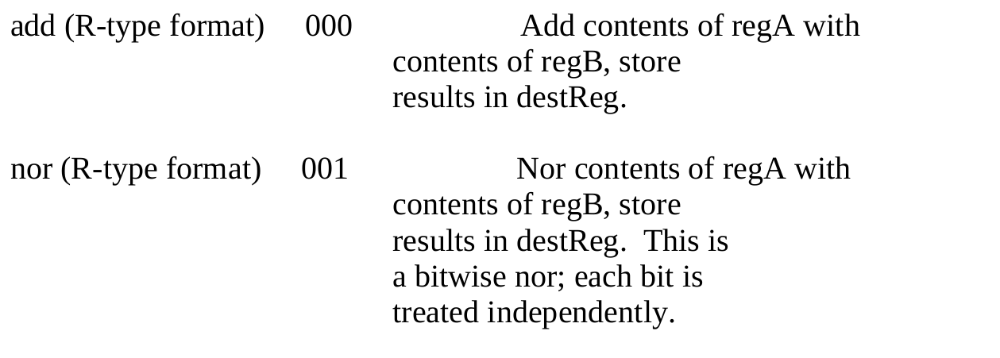 add (R-type format) 000 Add contents of regA with
contents of regB, store
results in destReg.
nor (R-type format) 001 Nor contents of regA with
contents of regB, store
results in destReg. This is
a bitwise nor; each bit is
treated independently.